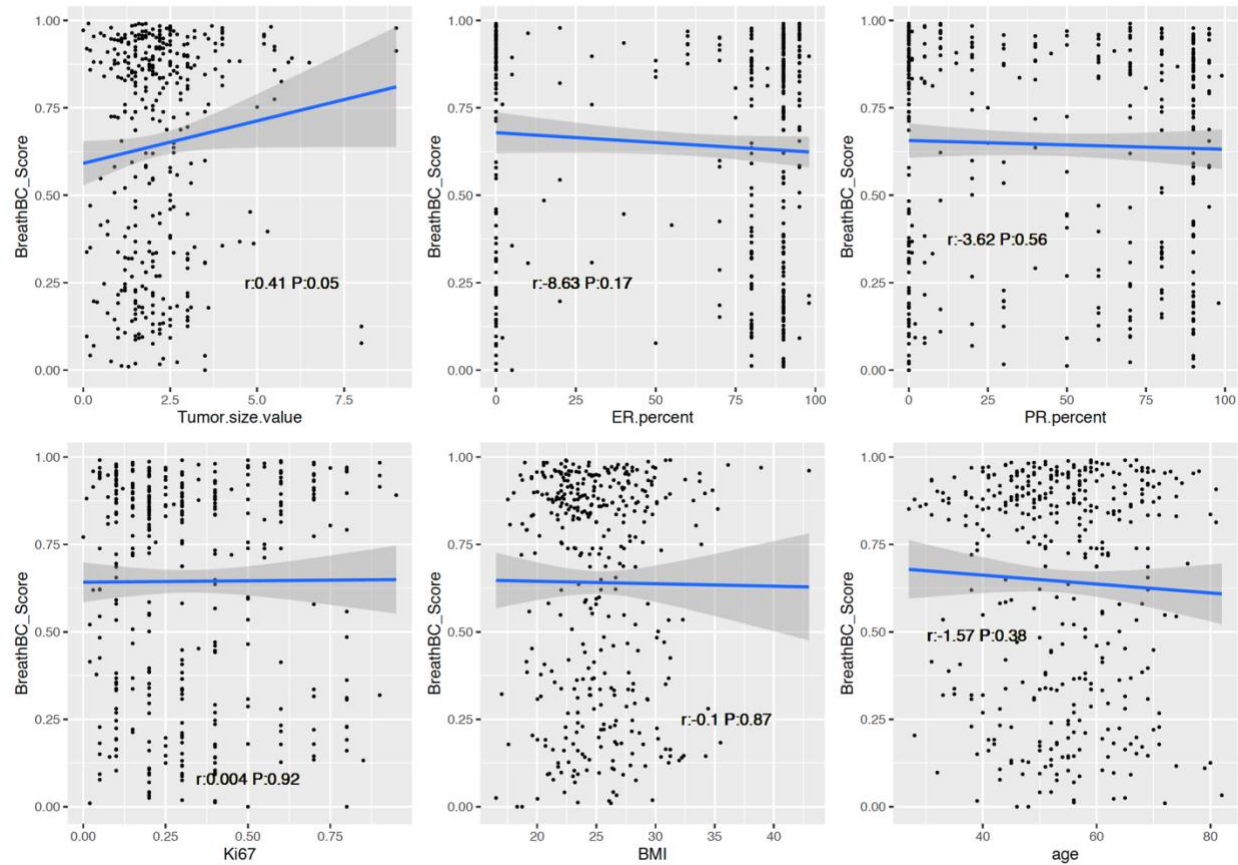 1.00
0.75
0.50
0.25
0.00
BreathBC_Score
r:0.41 P:0.05
0.0 2.5 5.0 7.5
Tumor.size.value
1.00
0.75
0.50
0.25
0.00
BreathBC_Score
r:-8.63 P:0.17
0 25 50 75 100
ER.percent
1.00
0.75
0.50
0.25
0.00
BreathBC_Score
r:-3.62 P:0.56
0 25 50 75 100
PR.percent
1.00
0.75
0.50
0.25
0.00
BreathBC_Score
r:0.004 P:0.92
0.00 0.25 0.50 0.75
Ki67
1.00
0.75
0.50
0.25
0.00
BreathBC_Score
r:-0.1 P:0.87
20 25 30 35 40
BMI
1.00
0.75
0.50
0.25
0.00
BreathBC_Score
r:-1.57 P:0.38
40 60 80
age